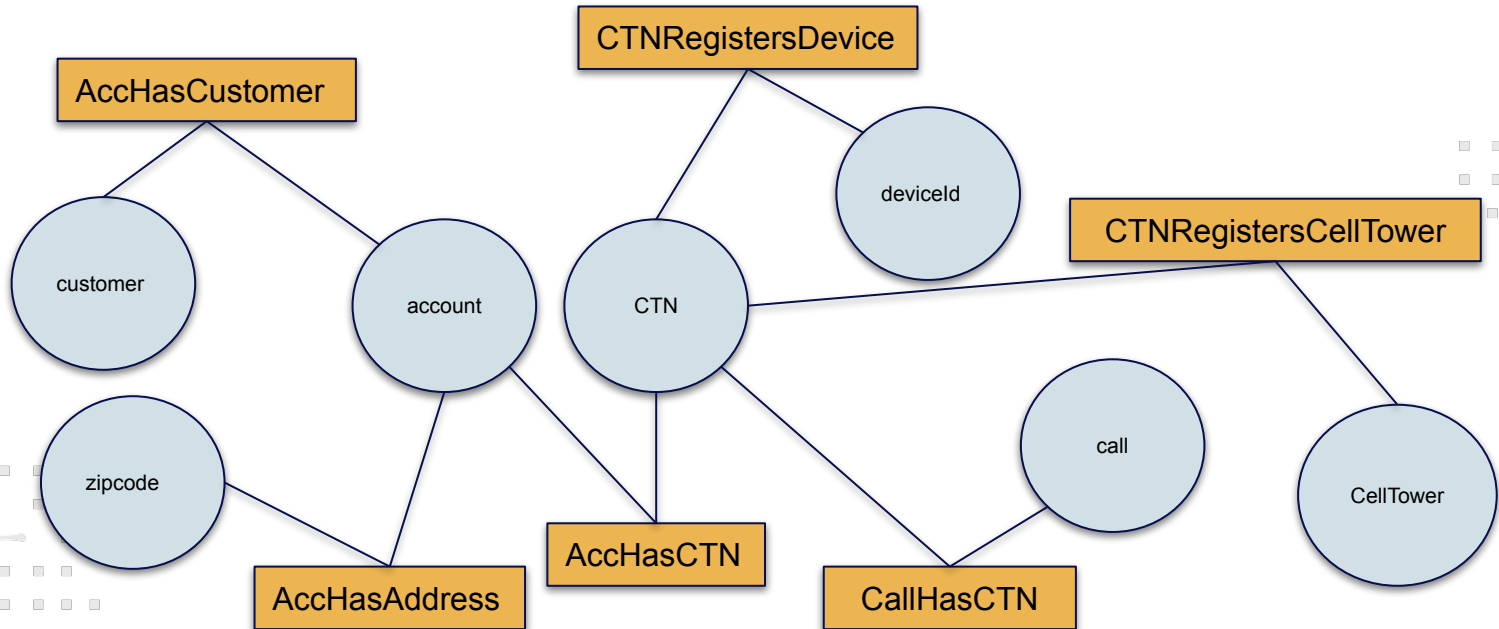 CTNRegistersDevice
AccHasCustomer
deviceId
CTNRegistersCellTower
customer
account
CTN
call
zipcode
CellTower
AccHasCTN
AccHasAddress
CallHasCTN